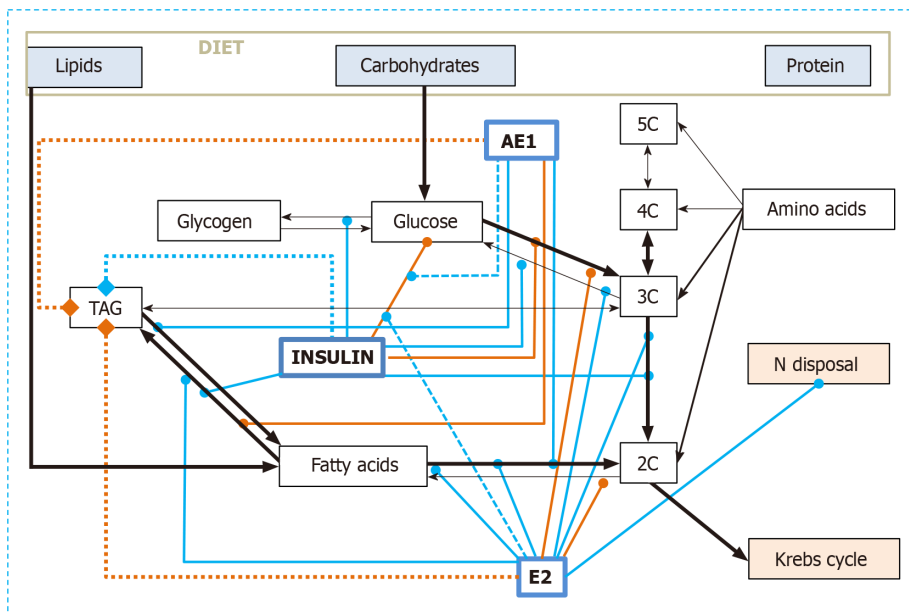 DIET
Lipids
Carbohydrates
Protein
5C
AE1
4C
Amino acids
Glycogen
Glucose
3C
TAG
INSULIN
N disposal
Fatty acids
2C
E2
Krebs cycle